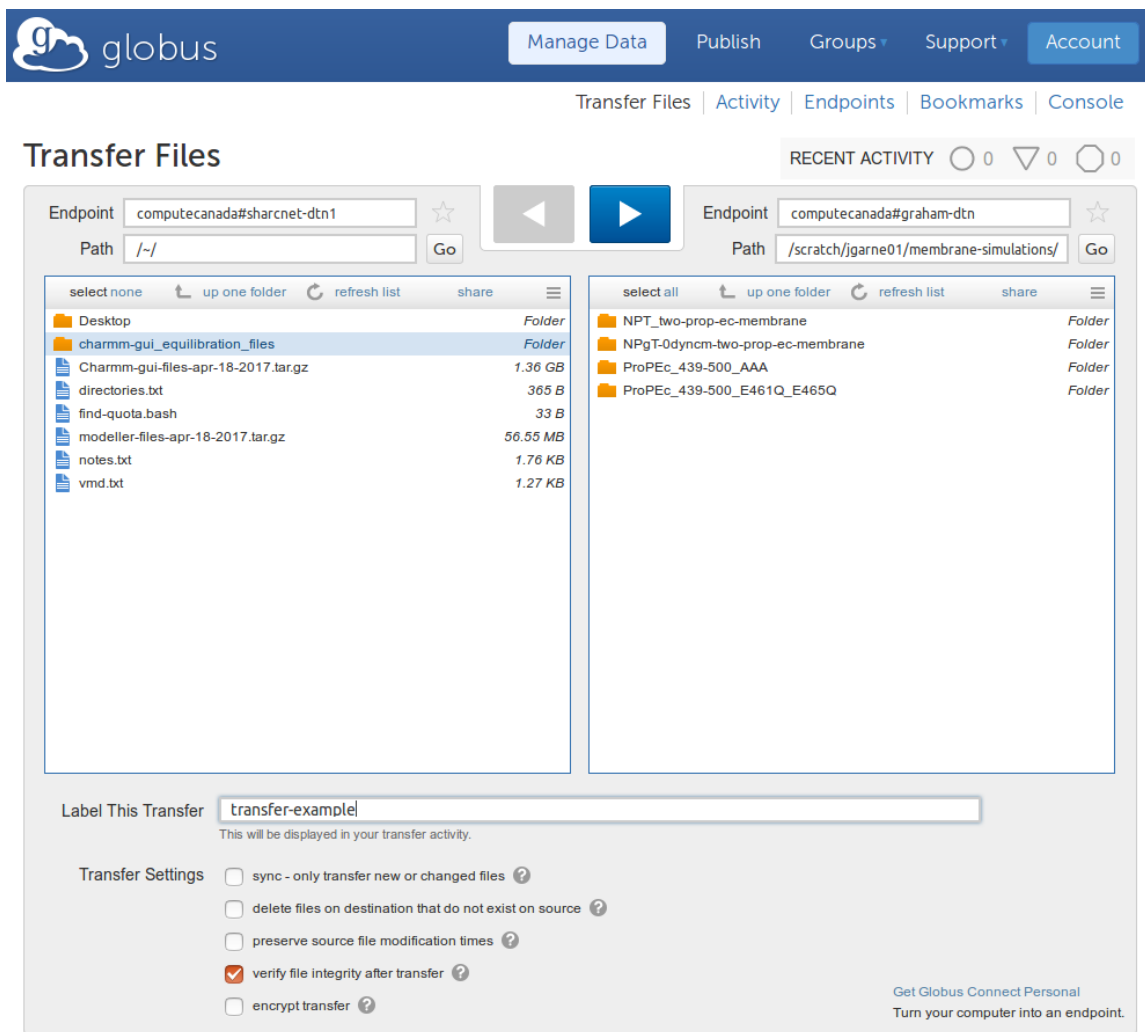 globus
Manage Data Publish Groups Support Account
Transfer Files Activity Endpoints Bookmarks Console
Transfer Files
RECENT ACTIVITY 0 0 0
Endpoint computecanada#sharcnet-dtn1
Path /~/ Go
Endpoint computecanada#graham-dtn
Path /scratch/jgarne01/membrane-simulations/ Go
select none up one folder refresh list share
Desktop Folder
charmm-gui_equilibration_files Folder
Charmm-gui-files-apr-18-2017.tar.gz 1.36 GB
directories.txt 365 B
find-quota.bash 33 B
modeller-files-apr-18-2017.tar.gz 56.55 MB
notes.txt 1.76 KB
vmd.txt 1.27 KB
select all up one folder refresh list share
NPT_two-prop-ec-membrane Folder
NPgT-0dyncm-two-prop-ec-membrane Folder
ProPEc_439-500_AAA Folder
ProPEc_439-500_E461Q_E465Q Folder
Label This Transfer transfer-example
This will be displayed in your transfer activity.
Transfer Settings sync - only transfer new or changed files ?
delete files on destination that do not exist on source ?
preserve source file modification times ?
verify file integrity after transfer ?
encrypt transfer ?
Get Globus Connect Personal
Turn your computer into an endpoint.